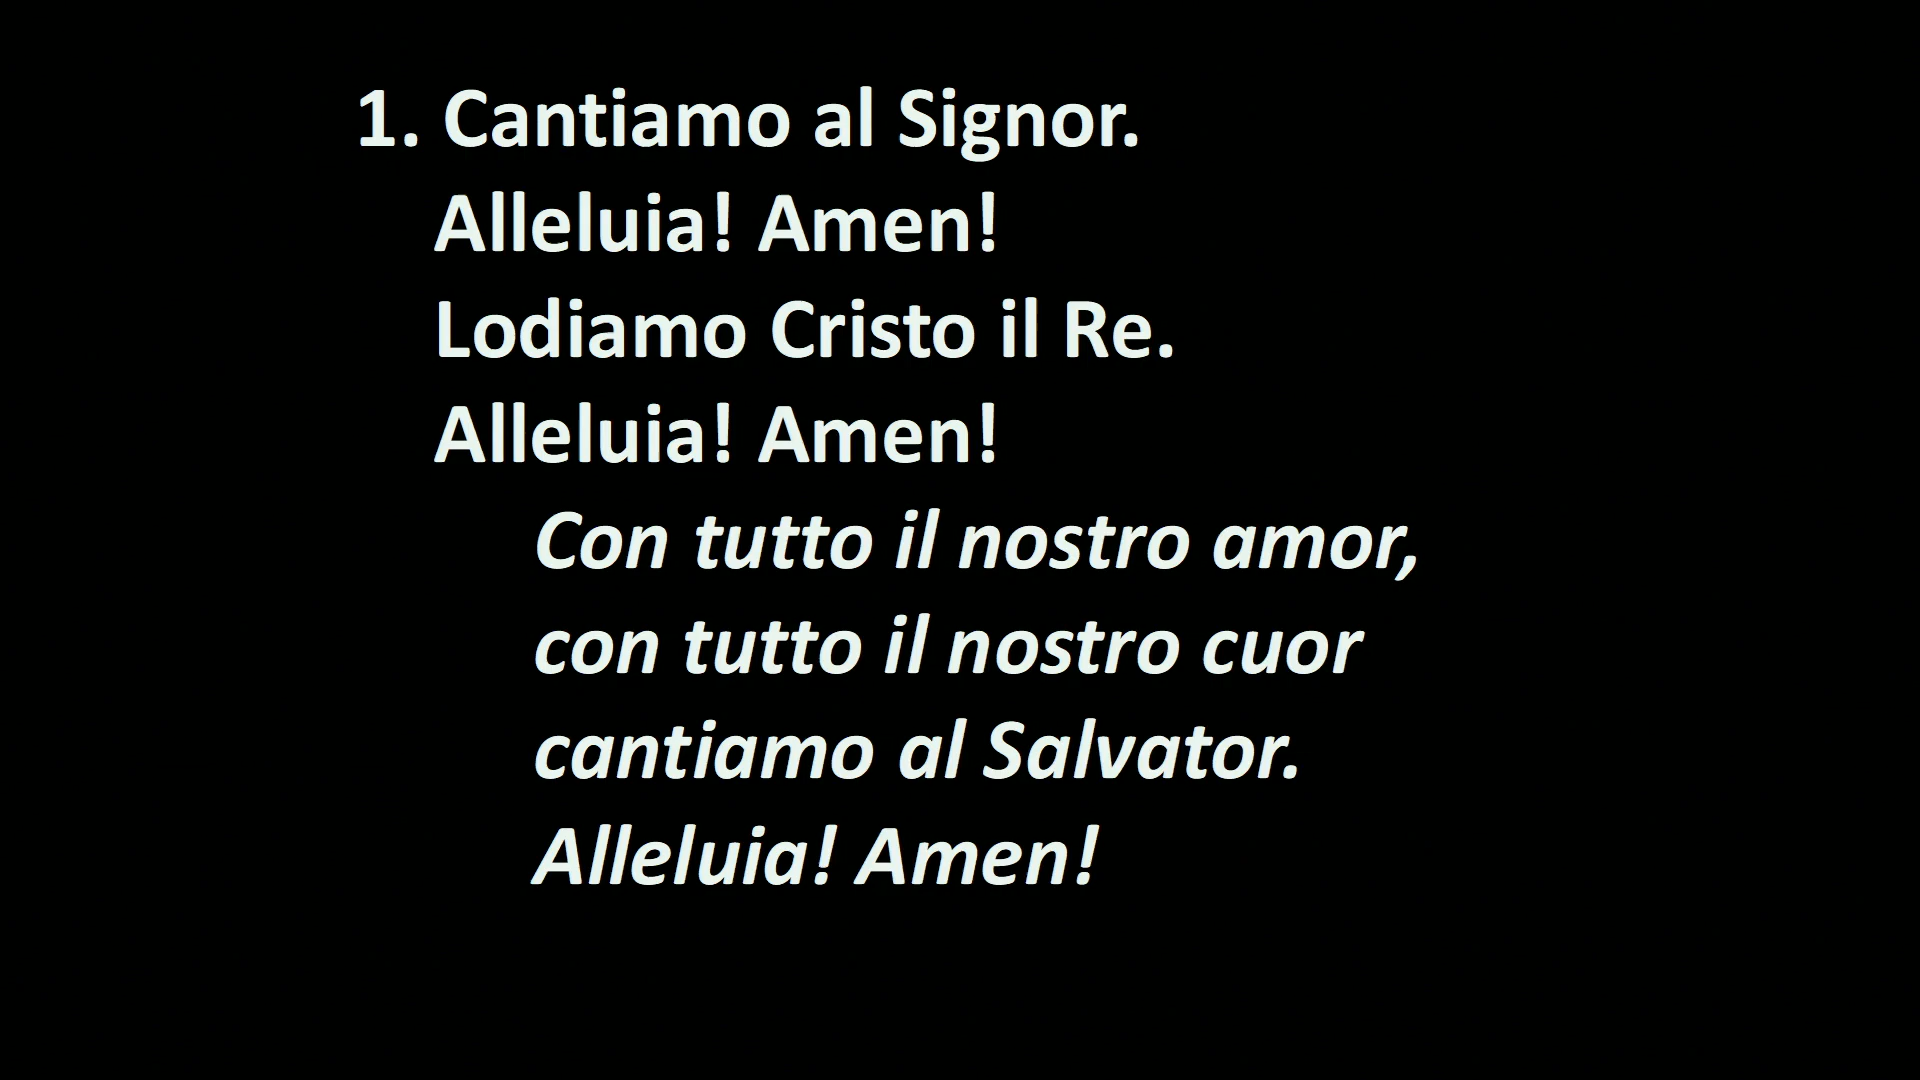 1. Cantiamo al Signor.
Alleluia! Amen!
Lodiamo Cristo il Re.
Alleluia! Amen!
Con tutto il nostro amor,
con tutto il nostro cuor
cantiamo al Salvator.
Alleluia! Amen!